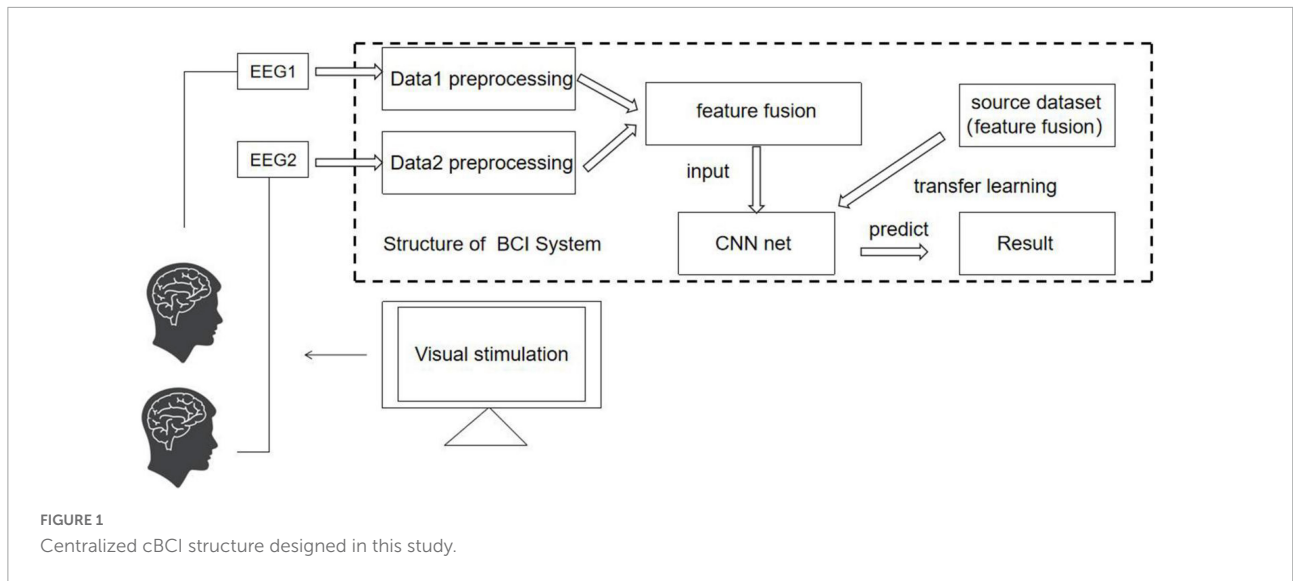 EEG1
Data1 preprocessing
feature fusion
source dataset
(feature fusion)
EEG2
Data2 preprocessing
input
transfer learning
Structure of BCI System
CNN net
predict
Result
Visual stimulation
FIGURE 1
Centralized cBCI structure designed in this study.